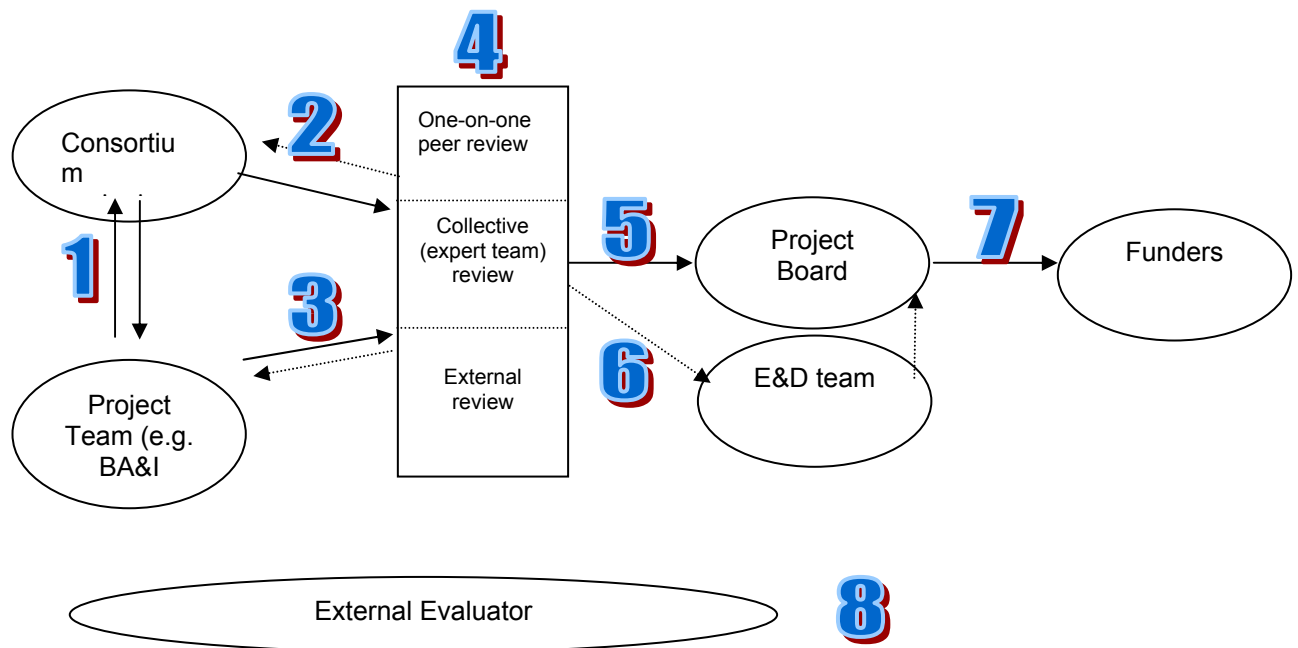 4
One-on-one
peer review
2
Consortiu
m
Collective
(expert team)
review
5
Project
Board
7
Funders
1
3
External
review
6
E&D team
Project
Team (e.g.
BA&I
External Evaluator
8